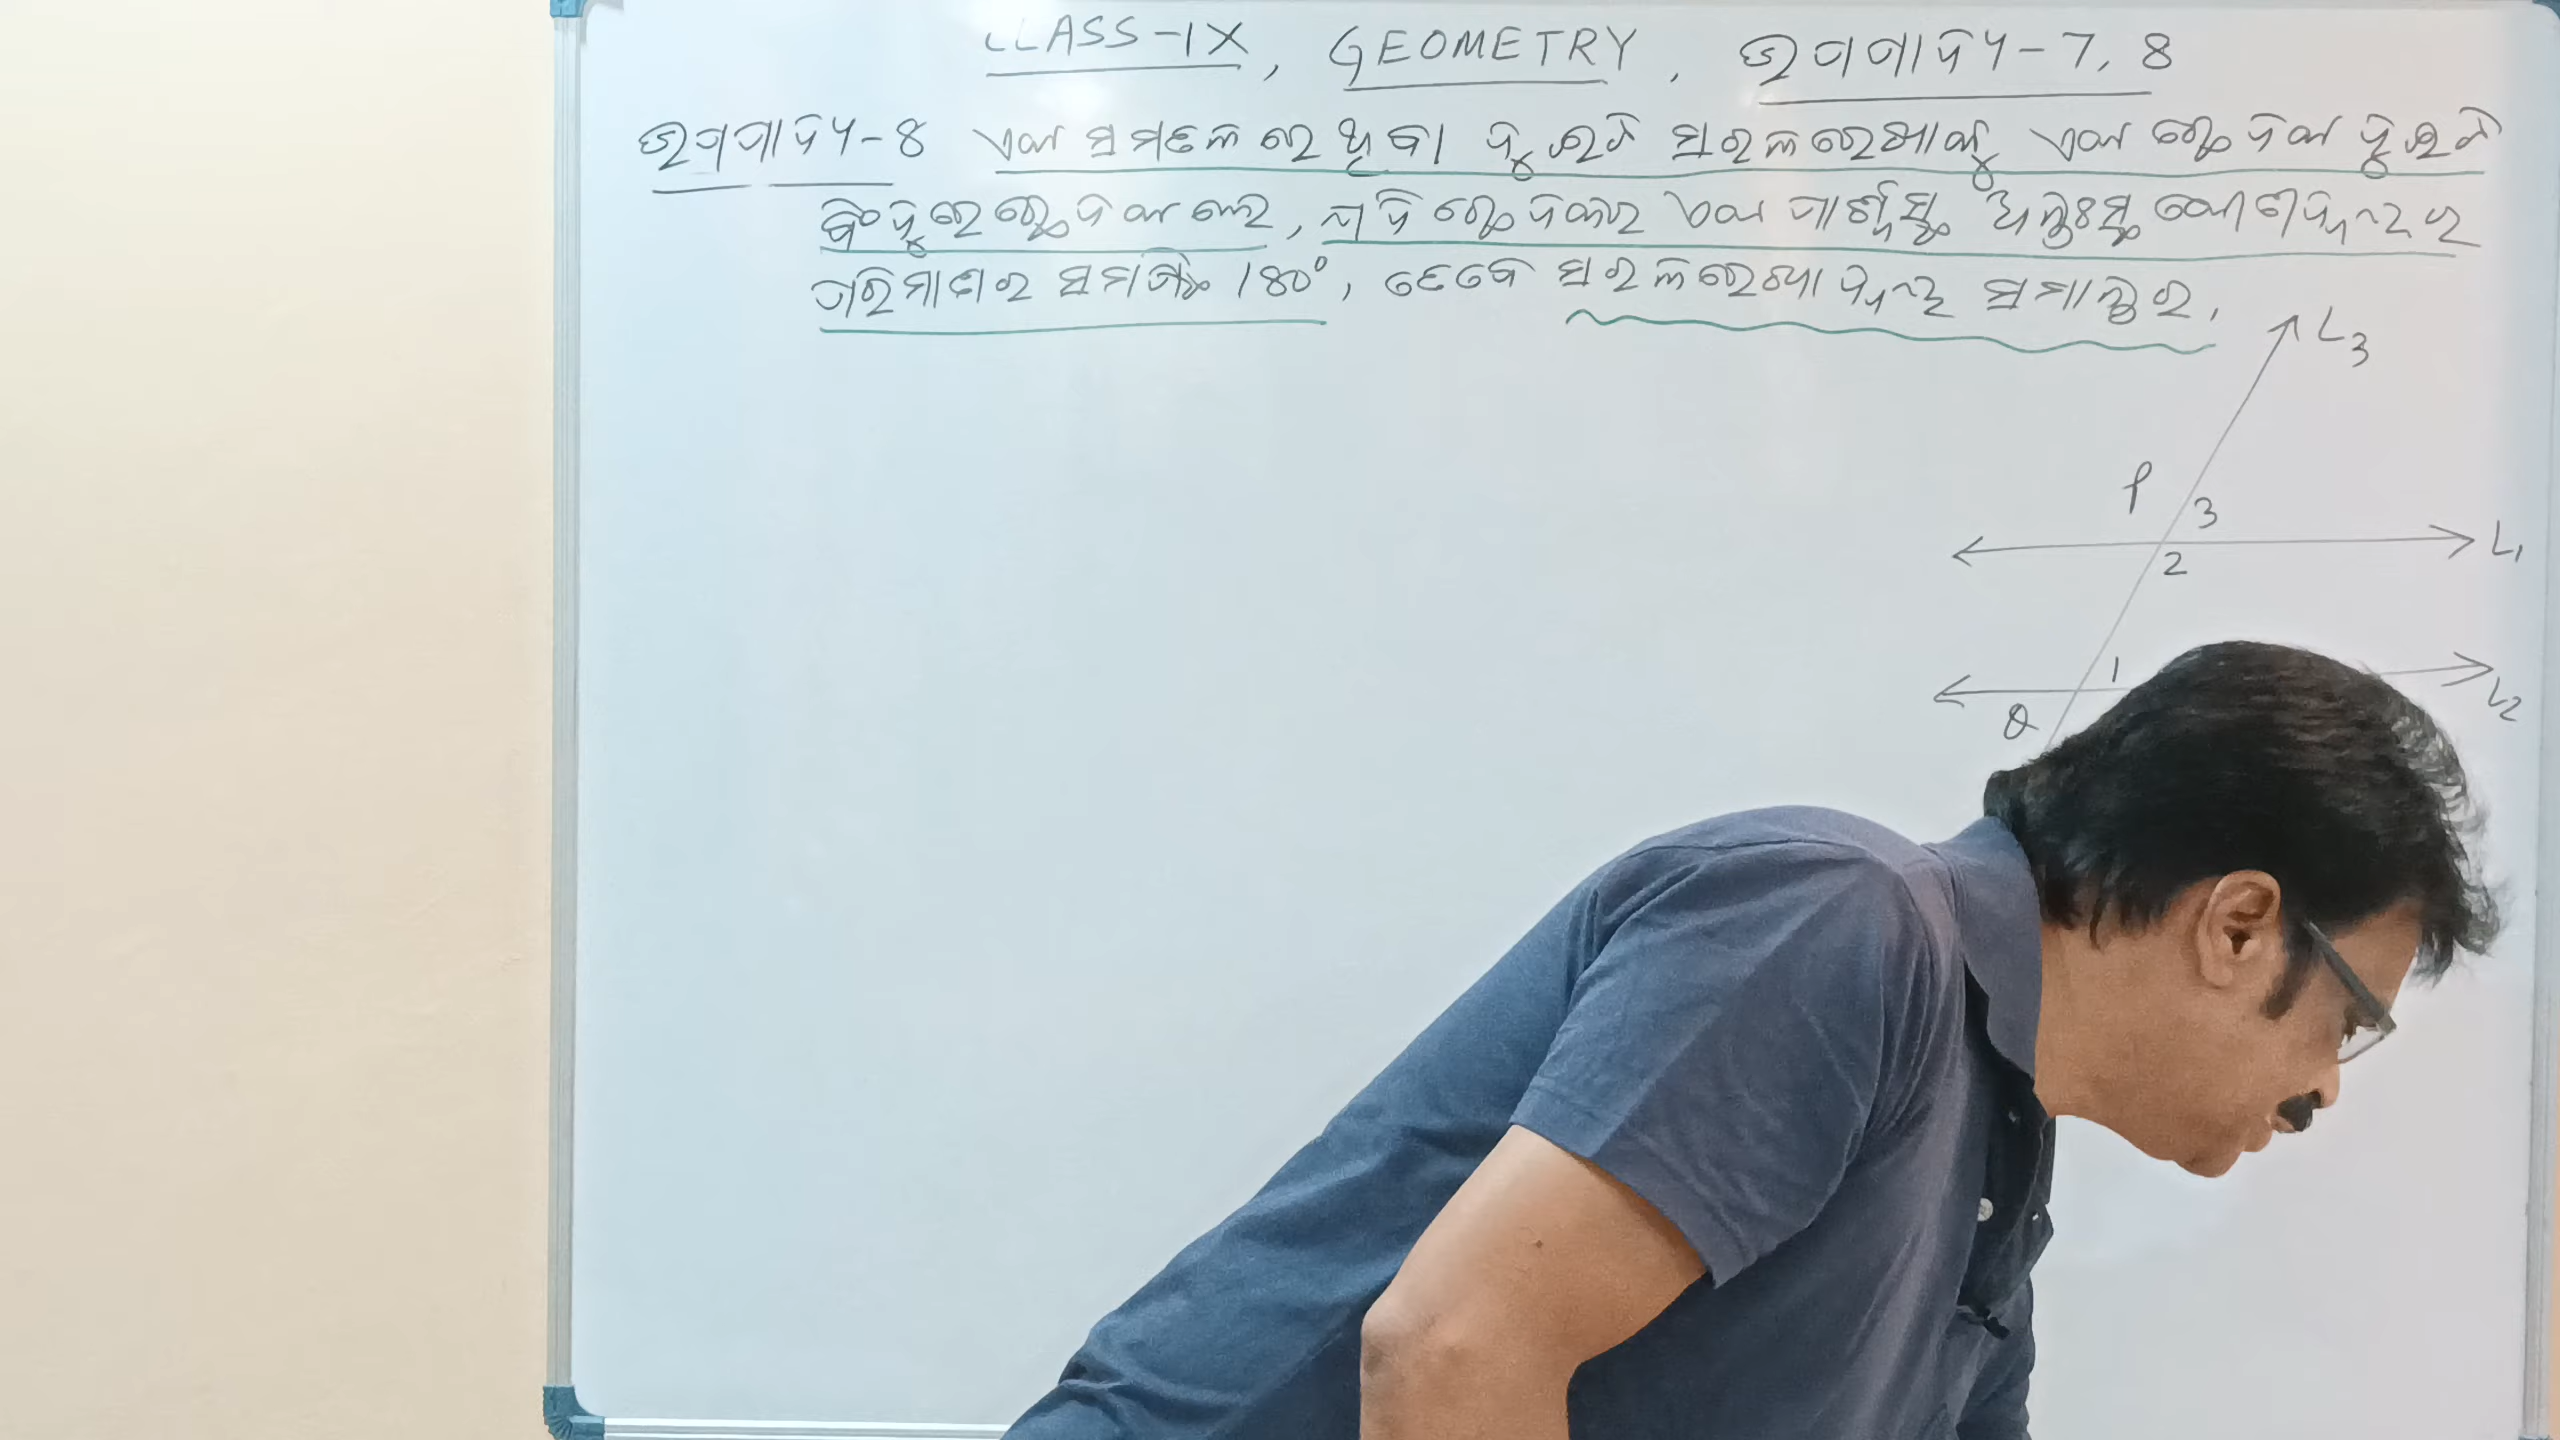 CLASS-IX, GEOMETRY, ଉପପାଦ୍ୟ-7, 8
ଉପପାଦ୍ୟ-8 ଏକ ସମତଳରେ ଥିବା ଦୁଇଟି ସରଳରେଖାକୁ ଏକ ଛେଦକ ଦୁଇଟି
ବିଂଦୁରେ ଛେଦକଲେ, ଯଦି ଛେଦକର ଏକ ପାର୍ଶ୍ୱସ୍ଥ ଅନ୍ତଃସ୍ଥ କୋଣଦ୍ୱୟର
ପରିମାଣର ସମଷ୍ଟି 180°, ତେବେ ସରଳରେଖାଦ୍ୱୟ ସମାନ୍ତର,
L3
P 3
L1
2
1
L2
Q